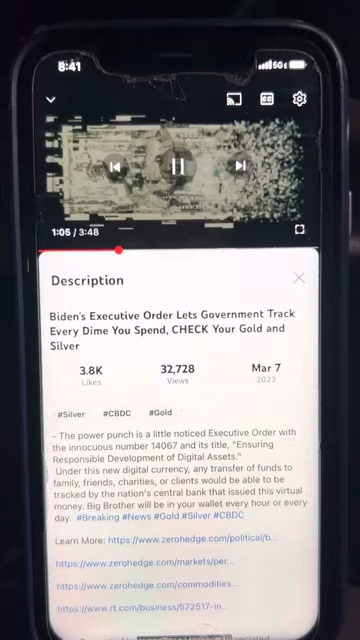 8:41
5G
1:05 / 3:48
Description
Biden's Executive Order Lets Government Track
Every Dime You Spend, CHECK Your Gold and
Silver
3.8K 32,728 Mar 7
Likes Views 2023
#Silver #CBDC #Gold
- The power punch is a little noticed Executive Order with
the innocuous number 14067 and its title, "Ensuring
Responsible Development of Digital Assets."
Under this new digital currency, any transfer of funds to
family, friends, charities, or clients would be able to be
tracked by the nation's central bank that issued this virtual
money. Big Brother will be in your wallet every hour or every
day. #Breaking #News #Gold #Silver #CBDC
Learn More: https://www.zerohedge.com/political/b...
https://www.zerohedge.com/markets/per...
https://www.zerohedge.com/commodities...
https://www.rt.com/business/572517-in...